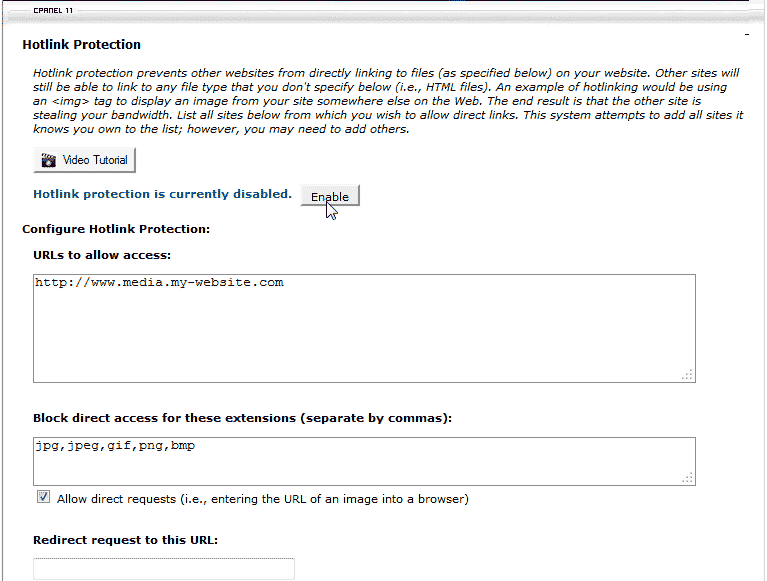 CPANEL 11
Hotlink Protection
Hotlink protection prevents other websites from directly linking to files (as specified below) on your website. Other sites will
still be able to link to any file type that you don't specify below (i.e., HTML files). An example of hotlinking would be using
an <img> tag to display an image from your site somewhere else on the Web. The end result is that the other site is
stealing your bandwidth. List all sites below from which you wish to allow direct links. This system attempts to add all sites it
knows you own to the list; however, you may need to add others.
Video Tutorial
Hotlink protection is currently disabled. Enable
Configure Hotlink Protection:
URLs to allow access:
http://www.media.my-website.com
Block direct access for these extensions (separate by commas):
jpg,jpeg,gif,png,bmp
Allow direct requests (i.e., entering the URL of an image into a browser)
Redirect request to this URL: